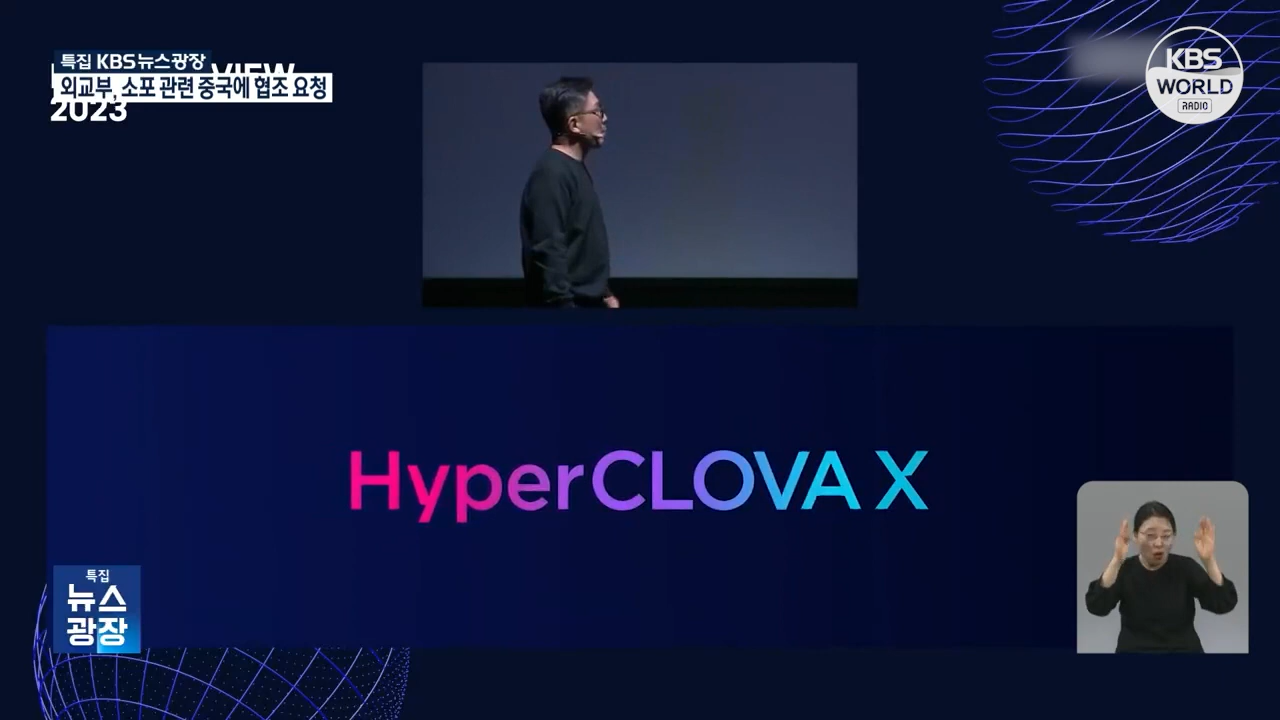 특집 KBS뉴스광장
외교부, 소포 관련 중국에 협조 요청
VIEW
2023
KBS
WORLD
RADIO
HyperCLOVA X
특집
뉴스
광장